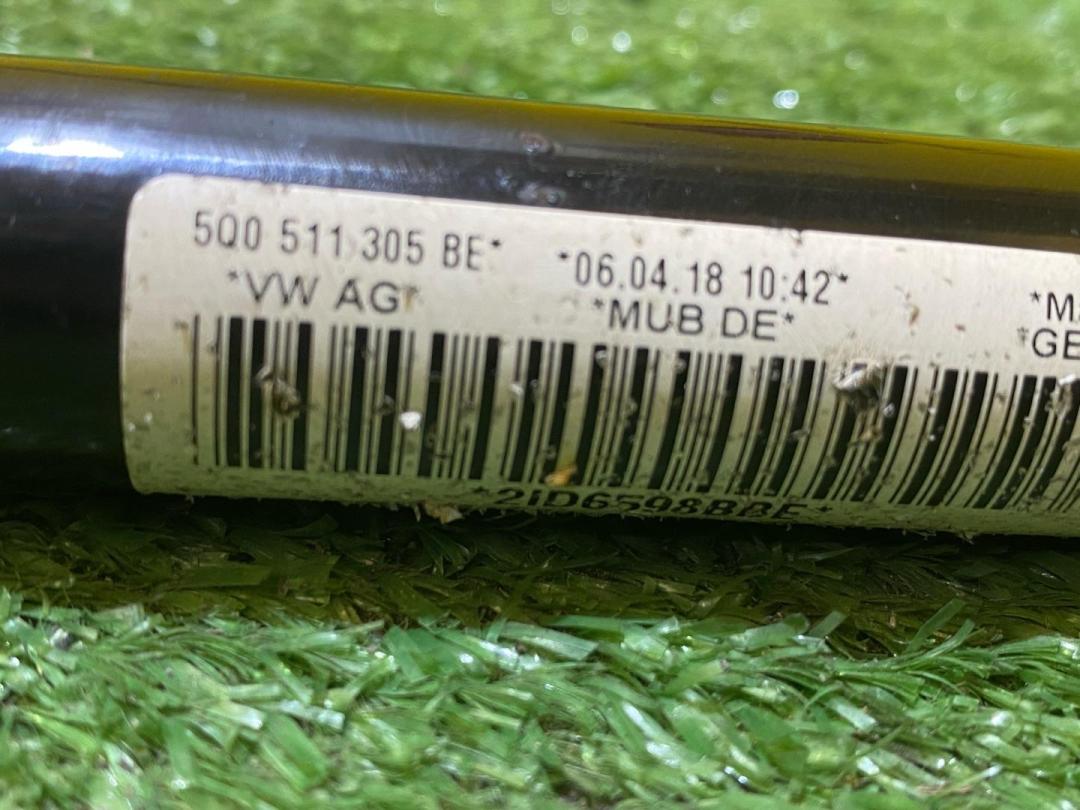 5Q0 511 305 BE* *06.04.18 10:42*
*VW AG* *MUB DE*